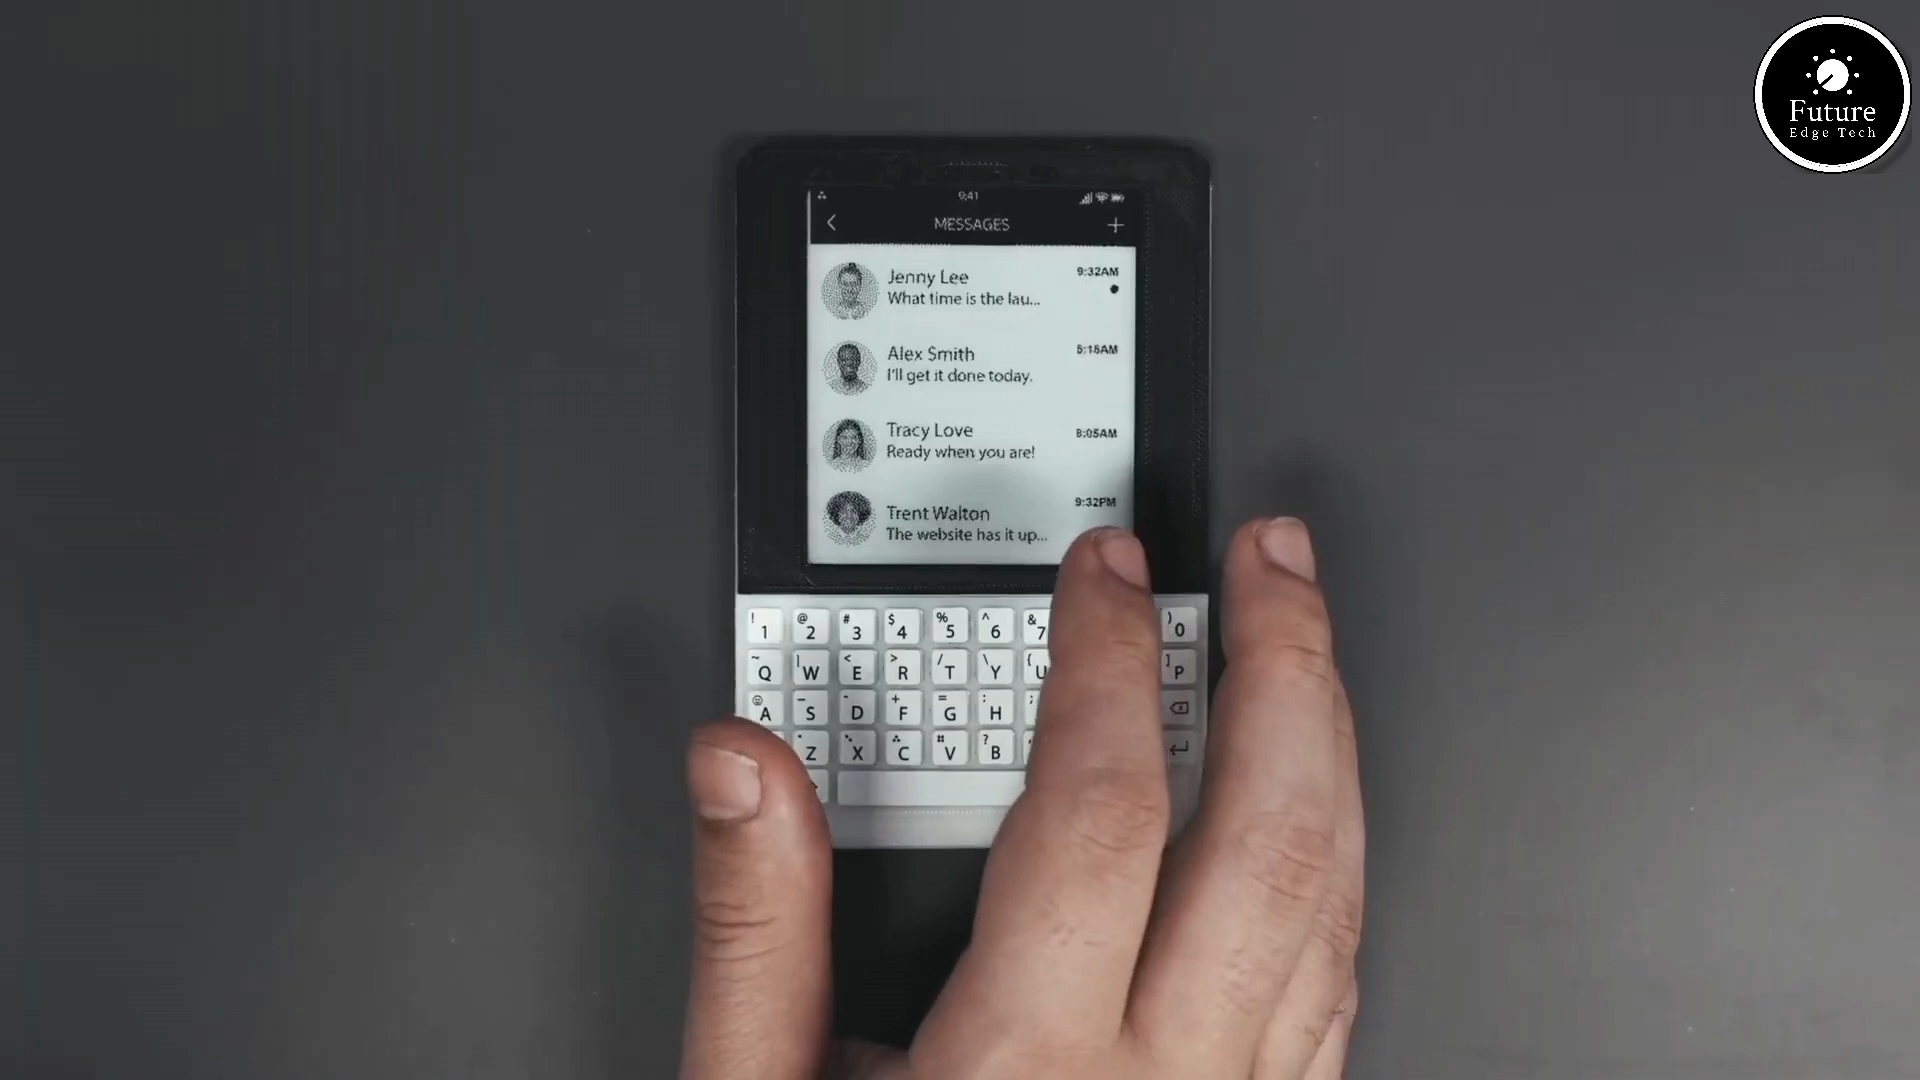 Future
Edge Tech
9:41
MESSAGES
Jenny Lee
9:32AM
What time is the lau...
Alex Smith
8:15AM
I'll get it done today.
Tracy Love
8:05AM
Ready when you are!
Trent Walton
9:32PM
The website has it up...
! 1 @ 2 # 3 $ 4 % 5 ^ 6 & 7 ) 0
~ Q | W < E > R / T \ Y { U ] P
A - S - D + F = G : H ;
Z X C V ? B